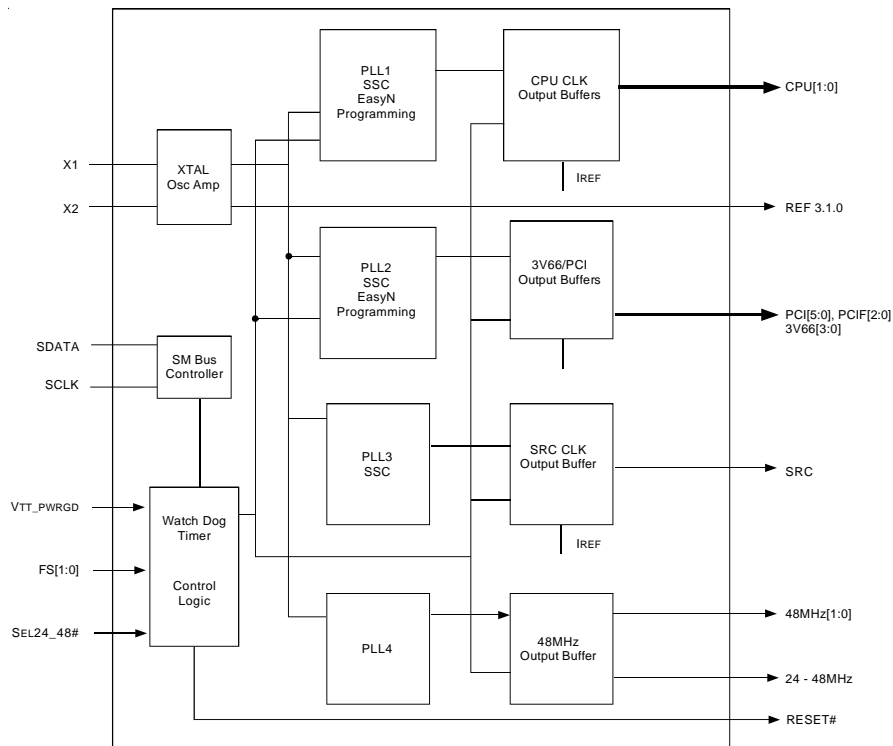 PLL1
SSC
EasyN
Programming
CPU CLK
Output Buffers
CPU[1:0]
X1
XTAL
Osc Amp
IREF
X2
REF 3.1.0
PLL2
SSC
EasyN
Programming
3V66/PCI
Output Buffers
PCI[5:0], PCIF[2:0]
3V66[3:0]
SDATA
SM Bus
Controller
SCLK
PLL3
SSC
SRC CLK
Output Buffer
SRC
VTT_PWRGD
Watch Dog
Timer
IREF
FS[1:0]
Control
Logic
48MHz[1:0]
SEL24_48#
PLL4
48MHz
Output Buffer
24 - 48MHz
RESET#